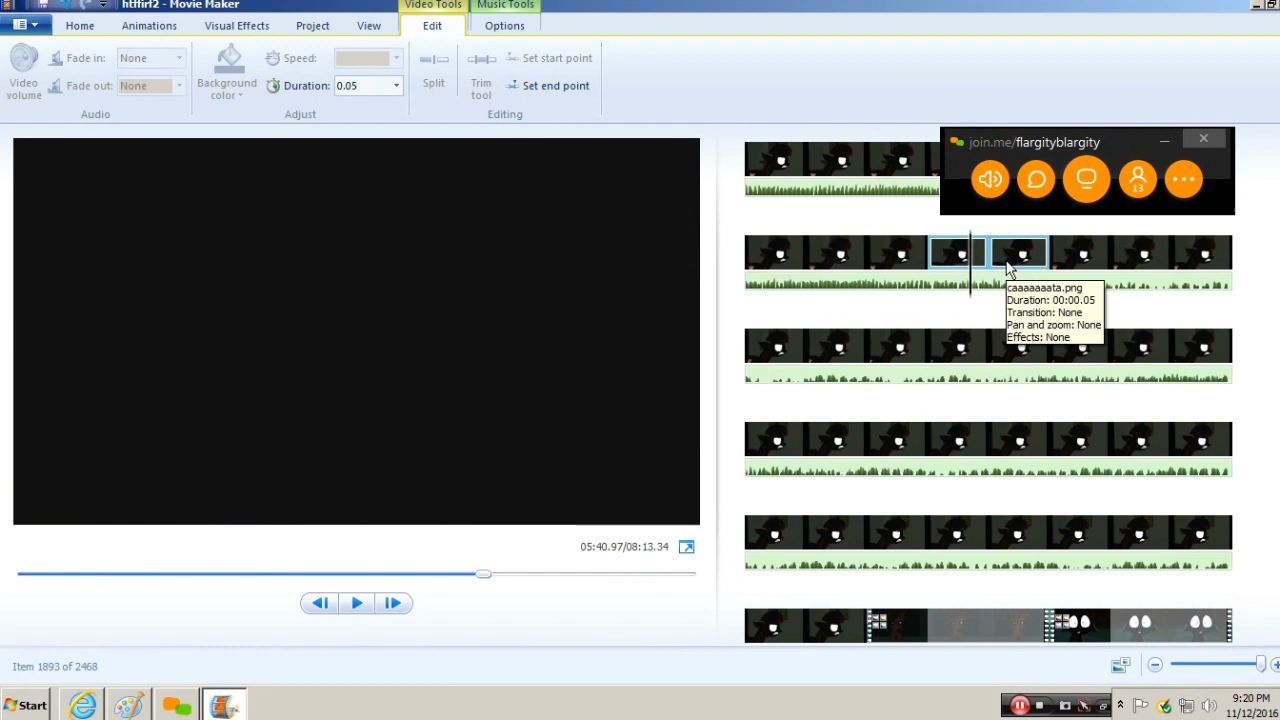 htffirf2 - Movie Maker
Video Tools
Music Tools
Home
Animations
Visual Effects
Project
View
Edit
Options
Video volume
Fade in:
None
Fade out:
None
Audio
Background color
Speed:
Duration:
0.05
Adjust
Split
Trim tool
Set start point
Set end point
Editing
join.me/flargityblargity
13
caaaaaaata.png
Duration: 00:00.05
Transition: None
Pan and zoom: None
Effects: None
05:40.97/08:13.34
Item 1893 of 2468
Start
9:20 PM
11/12/2016